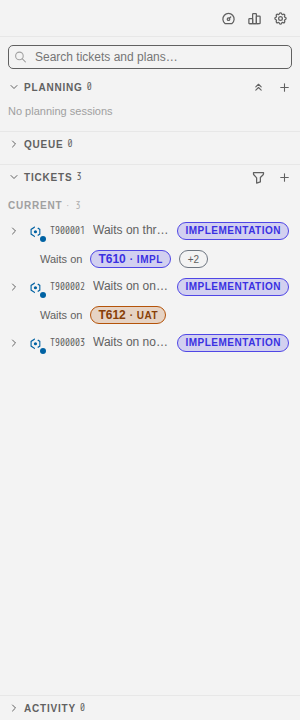 Search tickets and plans…
PLANNING 0
No planning sessions
QUEUE 0
TICKETS 3
CURRENT · 3
T900001 Waits on thr… IMPLEMENTATION
Waits on T610 · IMPL +2
T900002 Waits on on… IMPLEMENTATION
Waits on T612 · UAT
T900003 Waits on no… IMPLEMENTATION
ACTIVITY 0